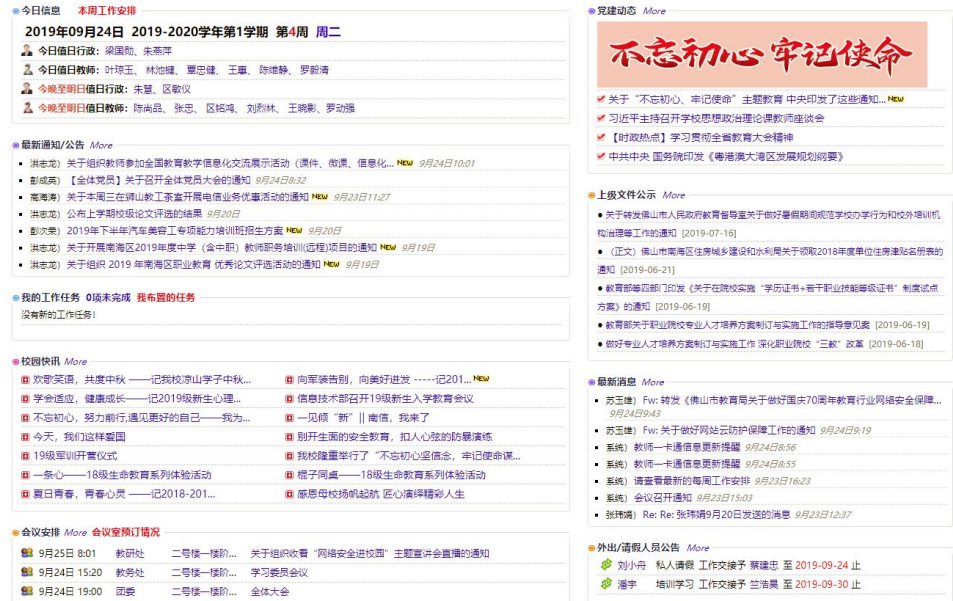 今日信息 本周工作安排
2019年09月24日 2019-2020学年第1学期 第4周 周二
今日值日行政: 梁国勋、朱燕萍
今日值日教师: 叶琼玉、林池键、覃忠健、王事、陈维静、罗毅清
今晚至明日值日行政: 朱慧、区敏仪
今晚至明日值日教师: 陈尚品、张忠、区铭鸿、刘烈林、王晓彩、罗动强
最新通知/公告 More
洪志龙) 关于组织教师参加全国教育教学信息化交流展示活动（课件、微课、信息化... NEW 9月24日10:01
彭成英) 【全体党员】关于召开全体党员大会的通知 9月24日8:32
高海涛) 关于本周三在狮山教工茶室开展电信业务优惠活动的通知 NEW 9月23日11:27
洪志龙) 公布上学期校级论文评选的结果 9月20日
彭次荣) 2019年下半年汽车美容工专项能力培训班招生方案 NEW 9月20日
洪志龙) 关于开展南海区2019年度中学（含中职）教师职务培训(远程)项目的通知 NEW 9月19日
洪志龙) 关于组织 2019 年南海区职业教育 优秀论文评选活动的通知 NEW 9月19日
我的工作任务 0项未完成 我布置的任务
没有新的工作任务!
校园快讯 More
欢歌笑语，共度中秋 ——记我校凉山学子中秋...
向军装告别，向美好进发 -----记201... NEW
学会适应，健康成长——记2019级新生心理...
信息技术部召开19级新生入学教育会议
不忘初心，努力前行,遇见更好的自己——我为...
一见倾“新”|| 南信，我来了
今天，我们这样爱国
别开生面的安全教育，扣人心弦的防暴演练
19级军训开营仪式
我校隆重举行了“不忘初心坚信念，牢记使命谋...
一条心——18级生命教育系列体验活动
棍子同桌——18级生命教育系列体验活动
夏日青春，青春心灵 ——记2018-201...
感恩母校扬帆起航 匠心演绎精彩人生
会议安排 More 会议室预订情况
9月25日 8:01 教研处 二号楼一楼阶... 关于组织收看“网络安全进校园”主题宣讲会直播的通知
9月24日 15:20 教务处 二号楼一楼阶... 学习委员会议
9月24日 19:00 团委 二号楼一楼阶... 全体大会
党建动态 More
不忘初心 牢记使命
关于“不忘初心、牢记使命”主题教育 中央印发了这些通知... NEW
习近平主持召开学校思想政治理论课教师座谈会
【时政热点】学习贯彻全省教育大会精神
中共中央 国务院印发《粤港澳大湾区发展规划纲要》
上级文件公示 More
关于转发佛山市人民政府教育督导室关于做好暑假期间规范学校办学行为和校外培训机
构治理等工作的通知 [2019-07-16]
（正文）佛山市南海区住房城乡建设和水利局关于领取2018年度单位住房津贴名册表的
通知 [2019-06-21]
教育部等四部门印发《关于在院校实施“学历证书+若干职业技能等级证书”制度试点
方案》的通知 [2019-06-19]
教育部关于职业院校专业人才培养方案制订与实施工作的指导意见案 [2019-06-19]
做好专业人才培养方案制订与实施工作 深化职业院校“三教”改革 [2019-06-18]
最新消息 More
苏玉雄) Fw: 转发《佛山市教育局关于做好国庆70周年教育行业网络安全保障...
9月24日9:43
苏玉雄) Fw: 关于做好网站云防护保障工作的通知 9月24日9:19
系统) 教师一卡通信息更新提醒 9月24日8:56
系统) 教师一卡通信息更新提醒 9月24日8:55
系统) 请查看最新的每周工作安排 9月23日16:23
系统) 会议召开通知 9月23日15:03
张玮娟) Re: Re: 张玮娟9月20日发送的消息 9月23日12:37
外出/请假人员公告 More
刘小舟 私人请假 工作交接予 蔡建忠 至 2019-09-24 止
潘宇 培训学习 工作交接予 竺浩昊 至 2019-09-30 止